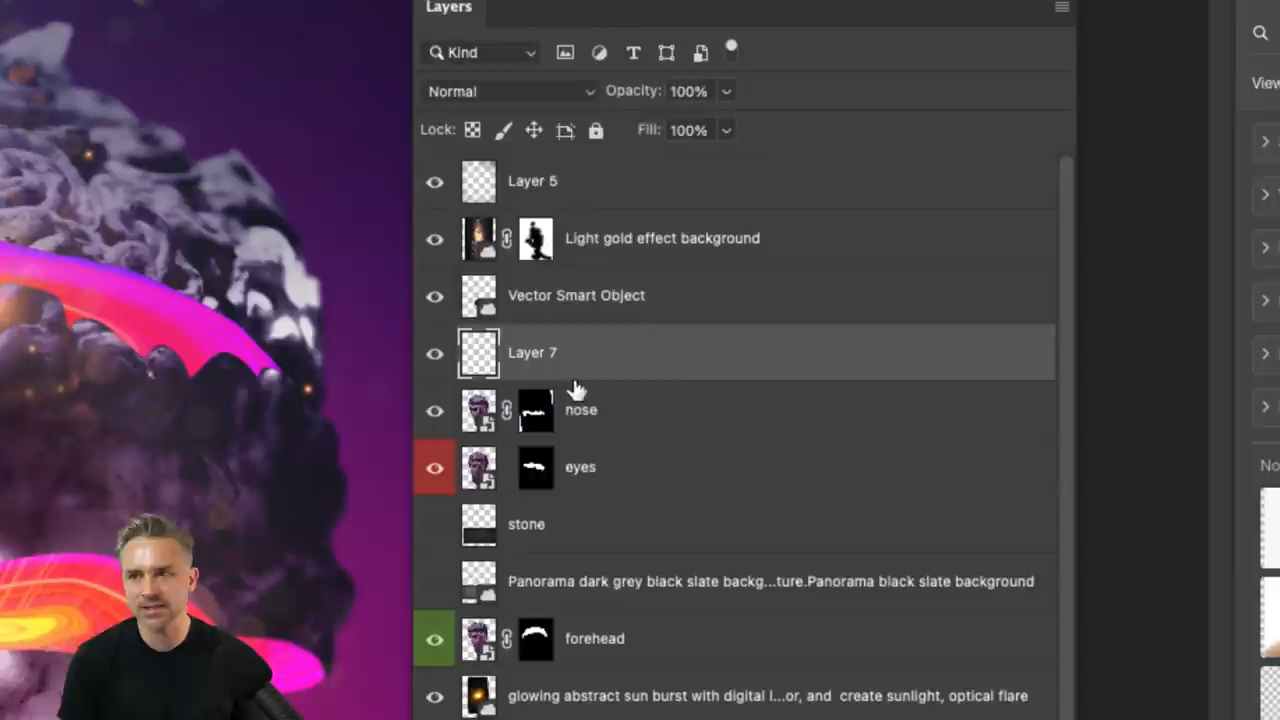 Layers
Kind
Normal Opacity: 100%
Lock: Fill: 100%
Layer 5
Light gold effect background
Vector Smart Object
Layer 7
nose
eyes
stone
Panorama dark grey black slate backg...ture.Panorama black slate background
forehead
glowing abstract sun burst with digital l...or, and create sunlight, optical flare
View
No